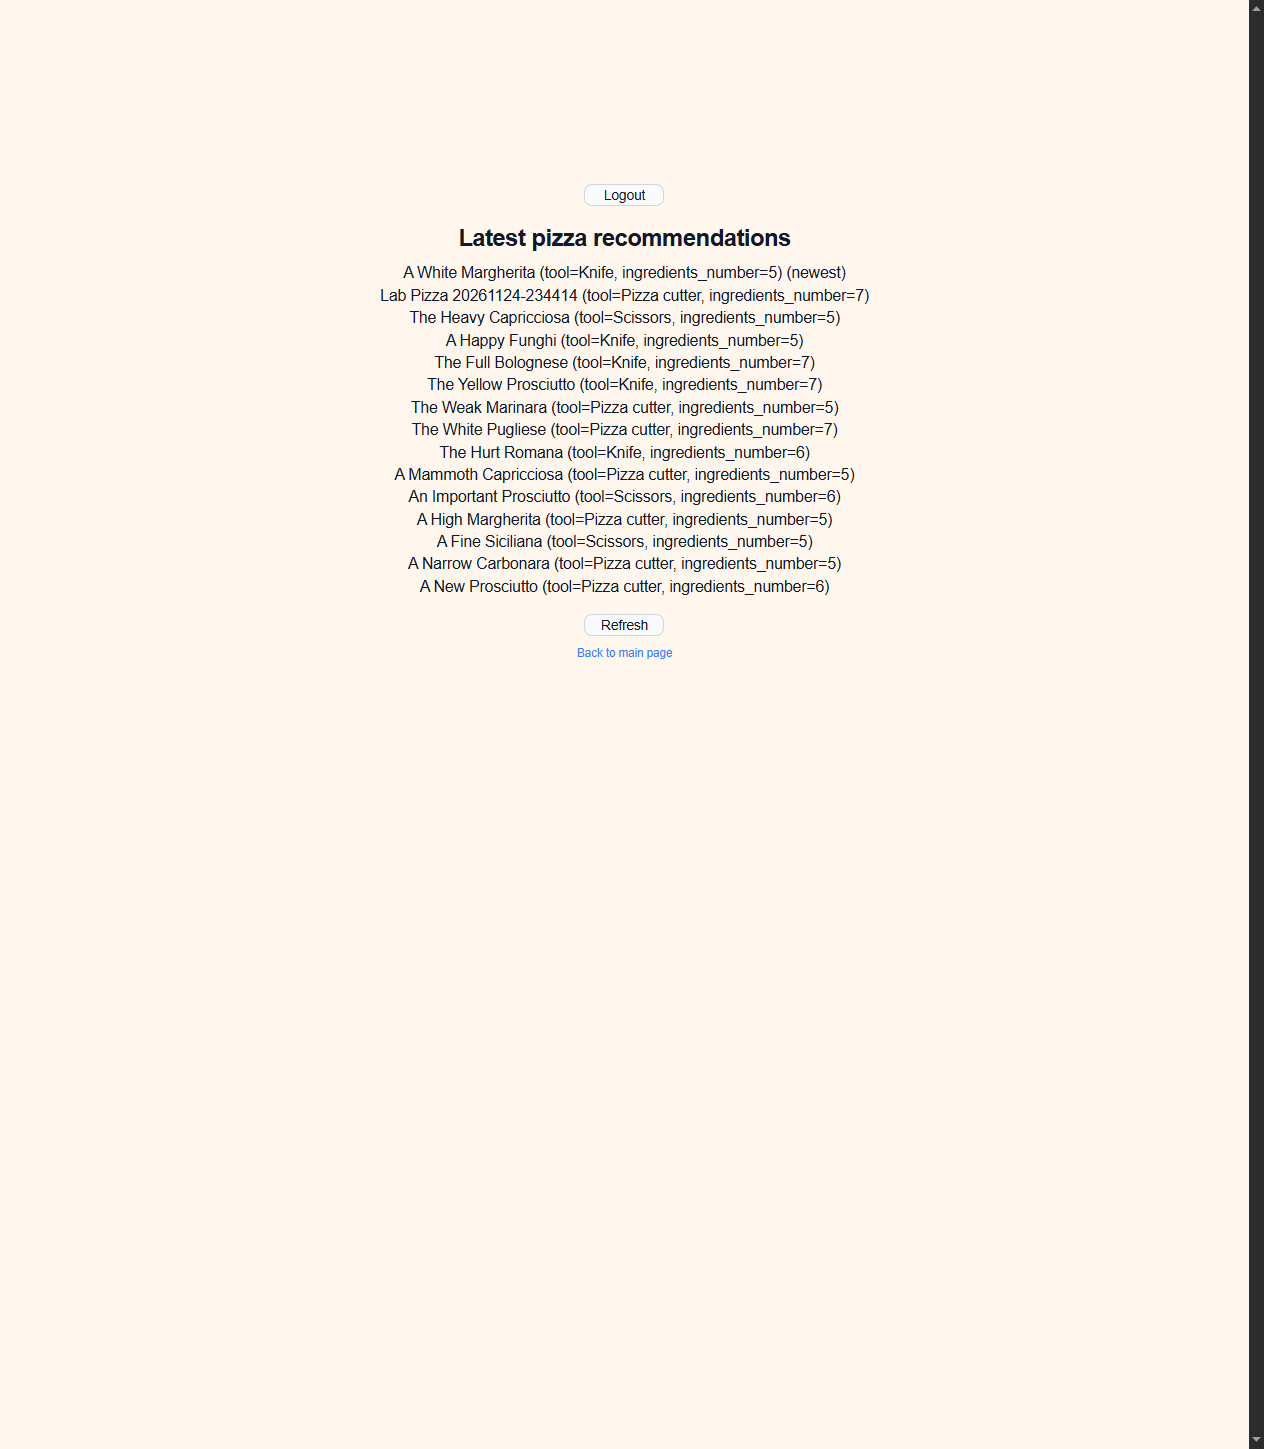 Logout
Latest pizza recommendations
A White Margherita (tool=Knife, ingredients_number=5) (newest)
Lab Pizza 20261124-234414 (tool=Pizza cutter, ingredients_number=7)
The Heavy Capricciosa (tool=Scissors, ingredients_number=5)
A Happy Funghi (tool=Knife, ingredients_number=5)
The Full Bolognese (tool=Knife, ingredients_number=7)
The Yellow Prosciutto (tool=Knife, ingredients_number=7)
The Weak Marinara (tool=Pizza cutter, ingredients_number=5)
The White Pugliese (tool=Pizza cutter, ingredients_number=7)
The Hurt Romana (tool=Knife, ingredients_number=6)
A Mammoth Capricciosa (tool=Pizza cutter, ingredients_number=5)
An Important Prosciutto (tool=Scissors, ingredients_number=6)
A High Margherita (tool=Pizza cutter, ingredients_number=5)
A Fine Siciliana (tool=Scissors, ingredients_number=5)
A Narrow Carbonara (tool=Pizza cutter, ingredients_number=5)
A New Prosciutto (tool=Pizza cutter, ingredients_number=6)
Refresh
Back to main page